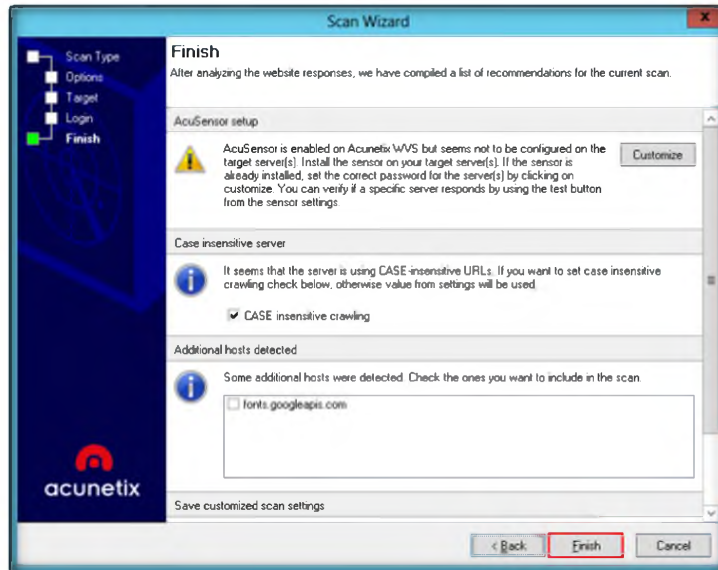 Scan Wizard
x
Scan Type
Options
Target
Login
Finish
Finish
After analyzing the website responses, we have compiled a list of recommendations for the current scan.
AcuSensor setup
AcuSensor is enabled on Acunetix WVS but seems not to be configured on the
target server(s). Install the sensor on your target server(s). If the sensor is
already installed, set the correct password for the server(s) by clicking on
customize. You can verify if a specific server responds by using the test button
from the sensor settings.
Customize
Case insensitive server
It seems that the server is using CASE-insensitive URLs. If you want to set case insensitive
crawling check below, otherwise value from settings will be used.
CASE insensitive crawling
Additional hosts detected
Some additional hosts were detected. Check the ones you want to include in the scan.
fonts.googleapis.com
Save customized scan settings
acunetix
< Back
Finish
Cancel